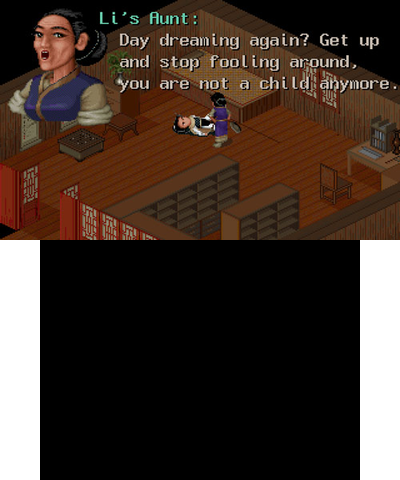 Li's Aunt:
Day dreaming again? Get up
and stop fooling around,
you are not a child anymore.